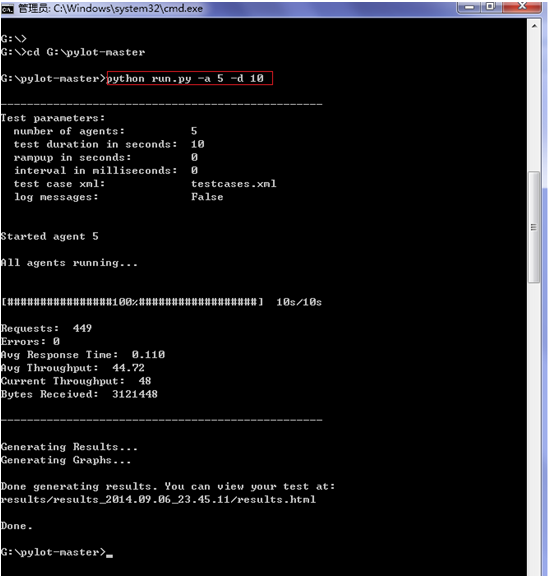 管理员: C:\Windows\system32\cmd.exe
G:\>
G:\>cd G:\pylot-master
G:\pylot-master>python run.py -a 5 -d 10
-------------------------------------------------
Test parameters:
number of agents: 5
test duration in seconds: 10
rampup in seconds: 0
interval in milliseconds: 0
test case xml: testcases.xml
log messages: False
Started agent 5
All agents running...
[################100%##################] 10s/10s
Requests: 449
Errors: 0
Avg Response Time: 0.110
Avg Throughput: 44.72
Current Throughput: 48
Bytes Received: 3121448
-------------------------------------------------
Generating Results...
Generating Graphs...
Done generating results. You can view your test at:
results/results_2014.09.06_23.45.11/results.html
Done.
G:\pylot-master>_